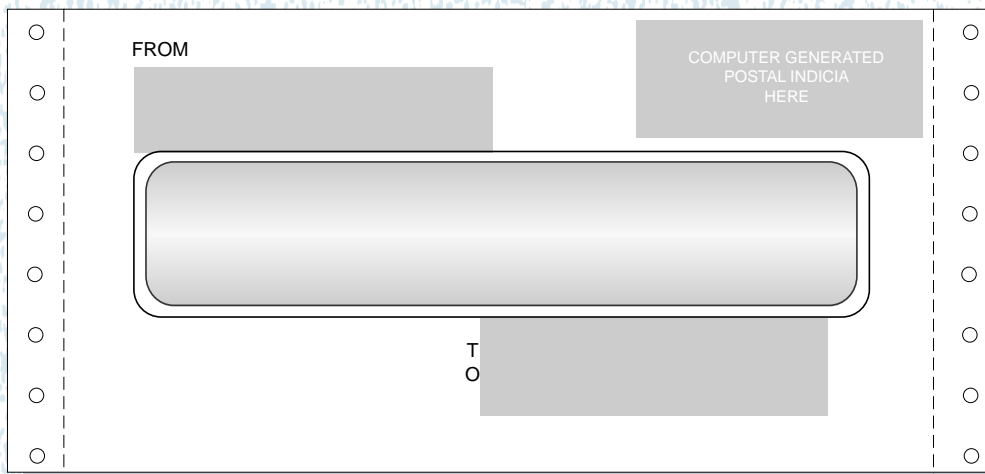 FROM
COMPUTER GENERATED
POSTAL INDICIA
HERE
T
O